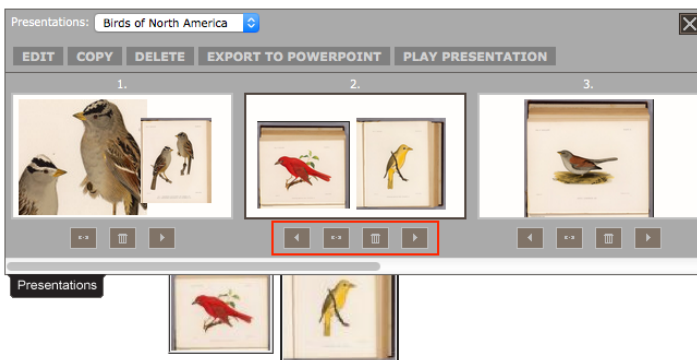 Presentations: Birds of North America
EDIT COPY DELETE EXPORT TO POWERPOINT PLAY PRESENTATION
1. 2. 3.
Presentations